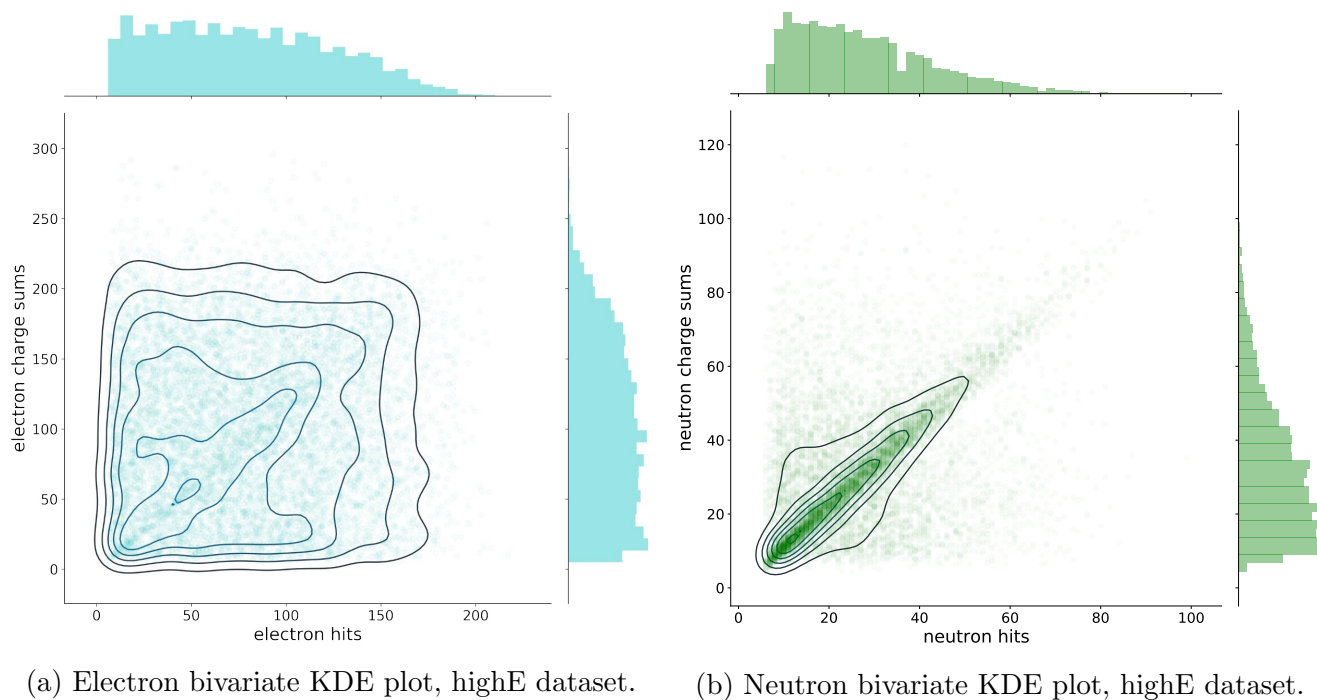 300
250
200
150
100
50
0
electron charge sums
0 50 100 150 200
electron hits
120
100
80
60
40
20
0
neutron charge sums
0 20 40 60 80 100
neutron hits
(a) Electron bivariate KDE plot, highE dataset.
(b) Neutron bivariate KDE plot, highE dataset.